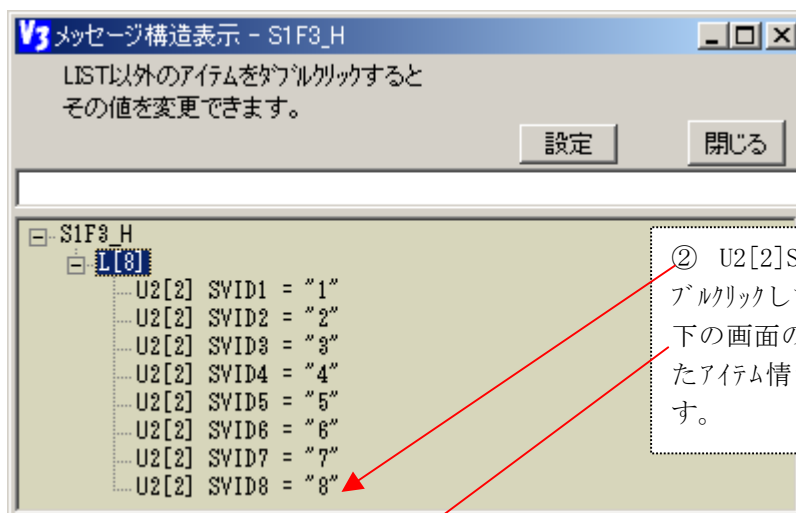 V3 メッセージ構造表示 - S1F3_H
LIST以外のアイテムをダブルクリックすると
その値を変更できます。
設定
閉じる
S1F3_H
L[8]
U2[2] SVID1 = "1"
U2[2] SVID2 = "2"
U2[2] SVID3 = "3"
U2[2] SVID4 = "4"
U2[2] SVID5 = "5"
U2[2] SVID6 = "6"
U2[2] SVID7 = "7"
U2[2] SVID8 = "8"
② U2[2]S
ブルクリックし
下の画面の
たアイテム情
す。